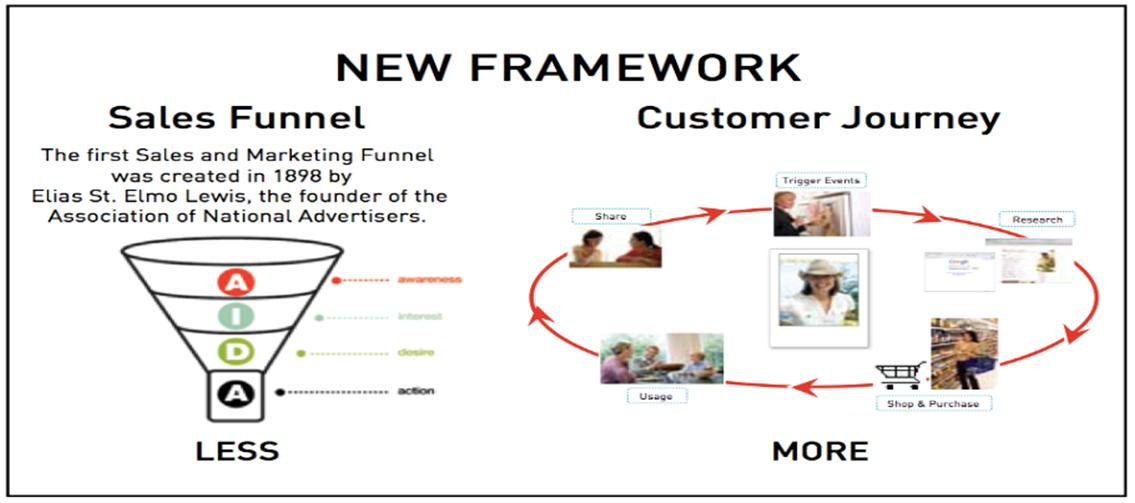 NEW FRAMEWORK
Sales Funnel
The first Sales and Marketing Funnel
was created in 1898 by
Elias St. Elmo Lewis, the founder of the
Association of National Advertisers.
A awareness
I interest
D desire
A action
LESS
Customer Journey
Trigger Events
Share
Research
Google
Usage
Shop & Purchase
MORE